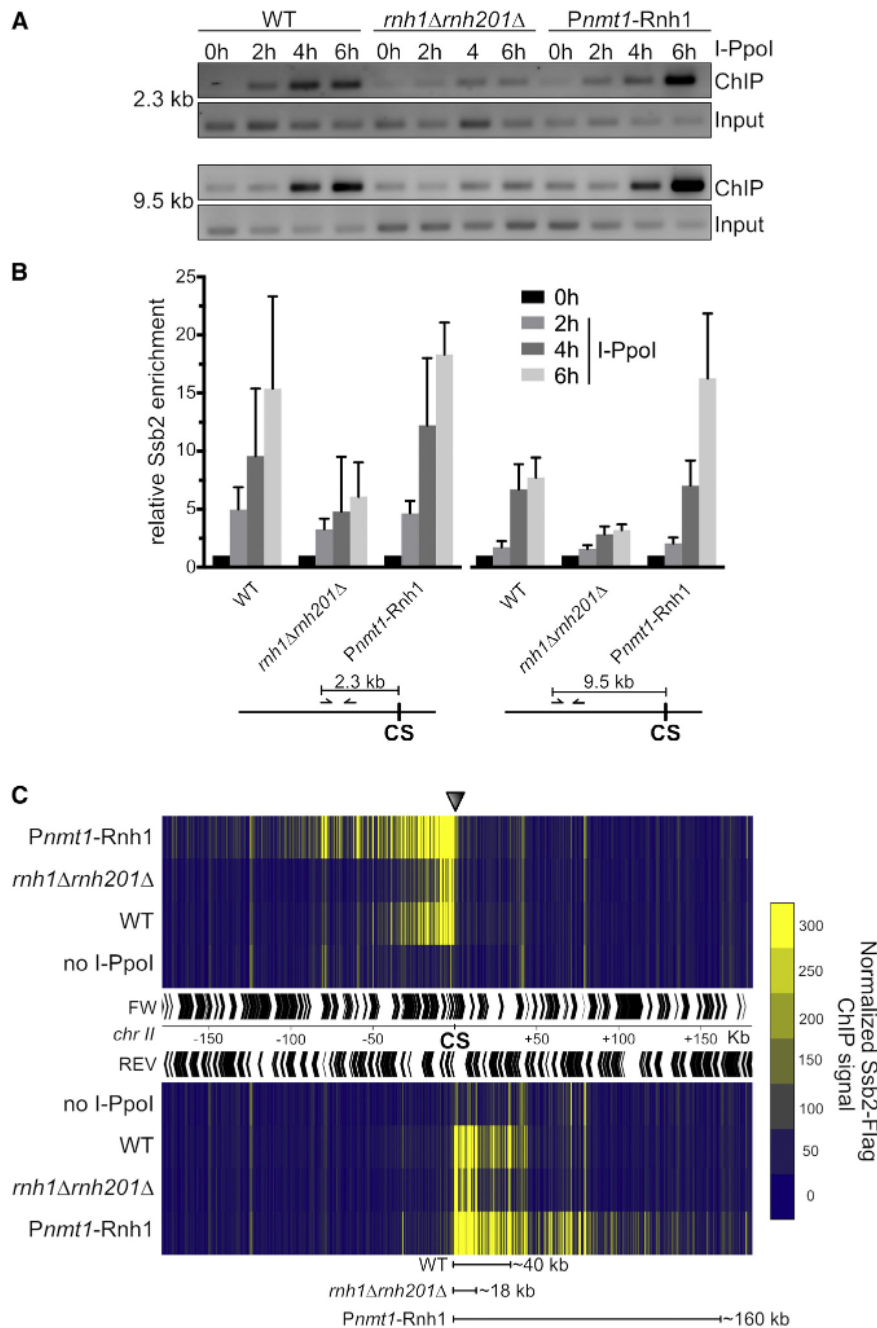 A
WT rnh1Δrnh201Δ Pnmt1-Rnh1
0h 2h 4h 6h 0h 2h 4 6h 0h 2h 4h 6h I-PpoI
2.3 kb ChIP
Input
9.5 kb ChIP
Input
B
relative Ssb2 enrichment
25
20
15
10
5
0
0h
2h
4h
6h
I-PpoI
WT rnh1Δrnh201Δ Pnmt1-Rnh1 WT rnh1Δrnh201Δ Pnmt1-Rnh1
2.3 kb 9.5 kb
CS CS
C
Pnmt1-Rnh1
rnh1Δrnh201Δ
WT
no I-PpoI
FW
chr II -150 -100 -50 CS +50 +100 +150 Kb
REV
no I-PpoI
WT
rnh1Δrnh201Δ
Pnmt1-Rnh1
300
250
200
150
100
50
0
Normalized Ssb2-Flag
ChIP signal
WT ~40 kb
rnh1Δrnh201Δ ~18 kb
Pnmt1-Rnh1 ~160 kb